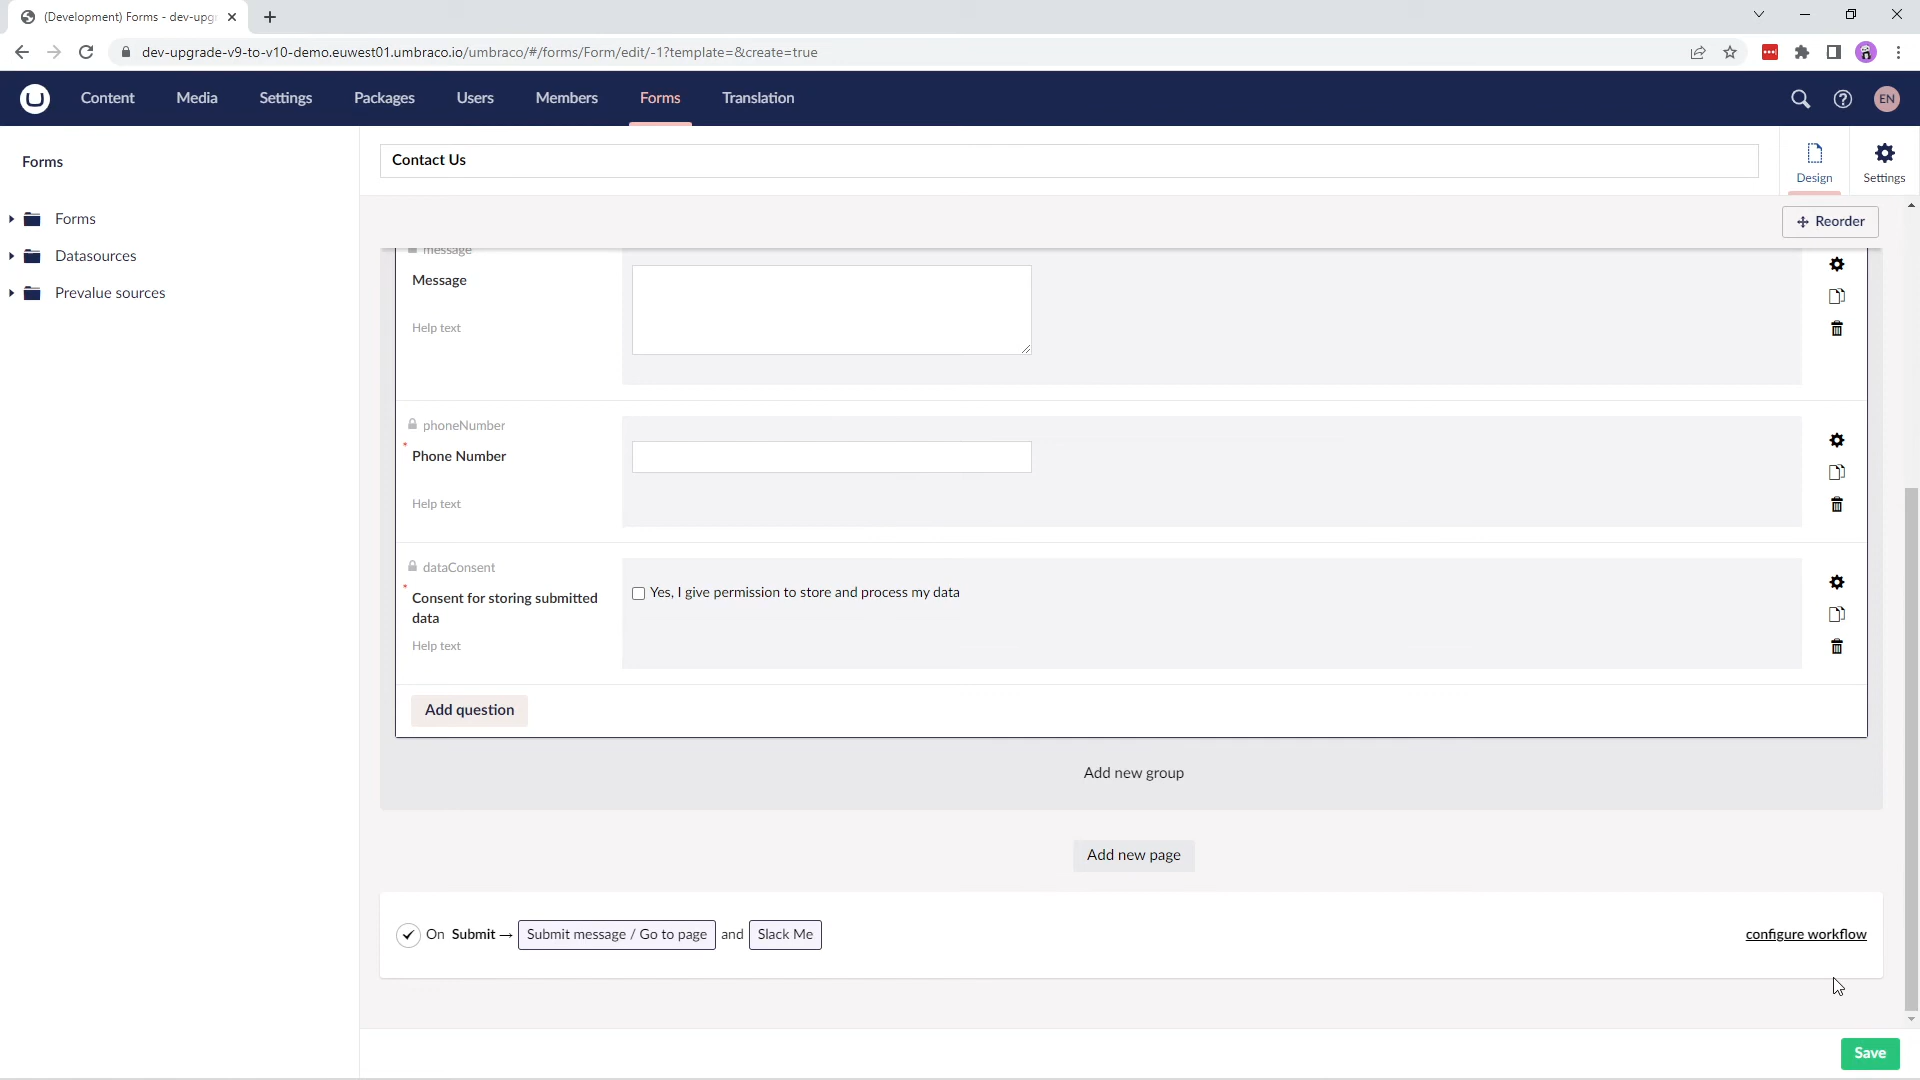 (Development) Forms - dev-upg
dev-upgrade-v9-to-v10-demo.euwest01.umbraco.io/umbraco/#/forms/Form/edit/-1?template=&create=true
Content Media Settings Packages Users Members Forms Translation EN
Forms
Forms
Datasources
Prevalue sources
Contact Us
Design Settings
Reorder
message
Message
Help text
phoneNumber
* Phone Number
Help text
dataConsent
* Consent for storing submitted
data
Yes, I give permission to store and process my data
Help text
Add question
Add new group
Add new page
On Submit → Submit message / Go to page and Slack Me configure workflow
Save